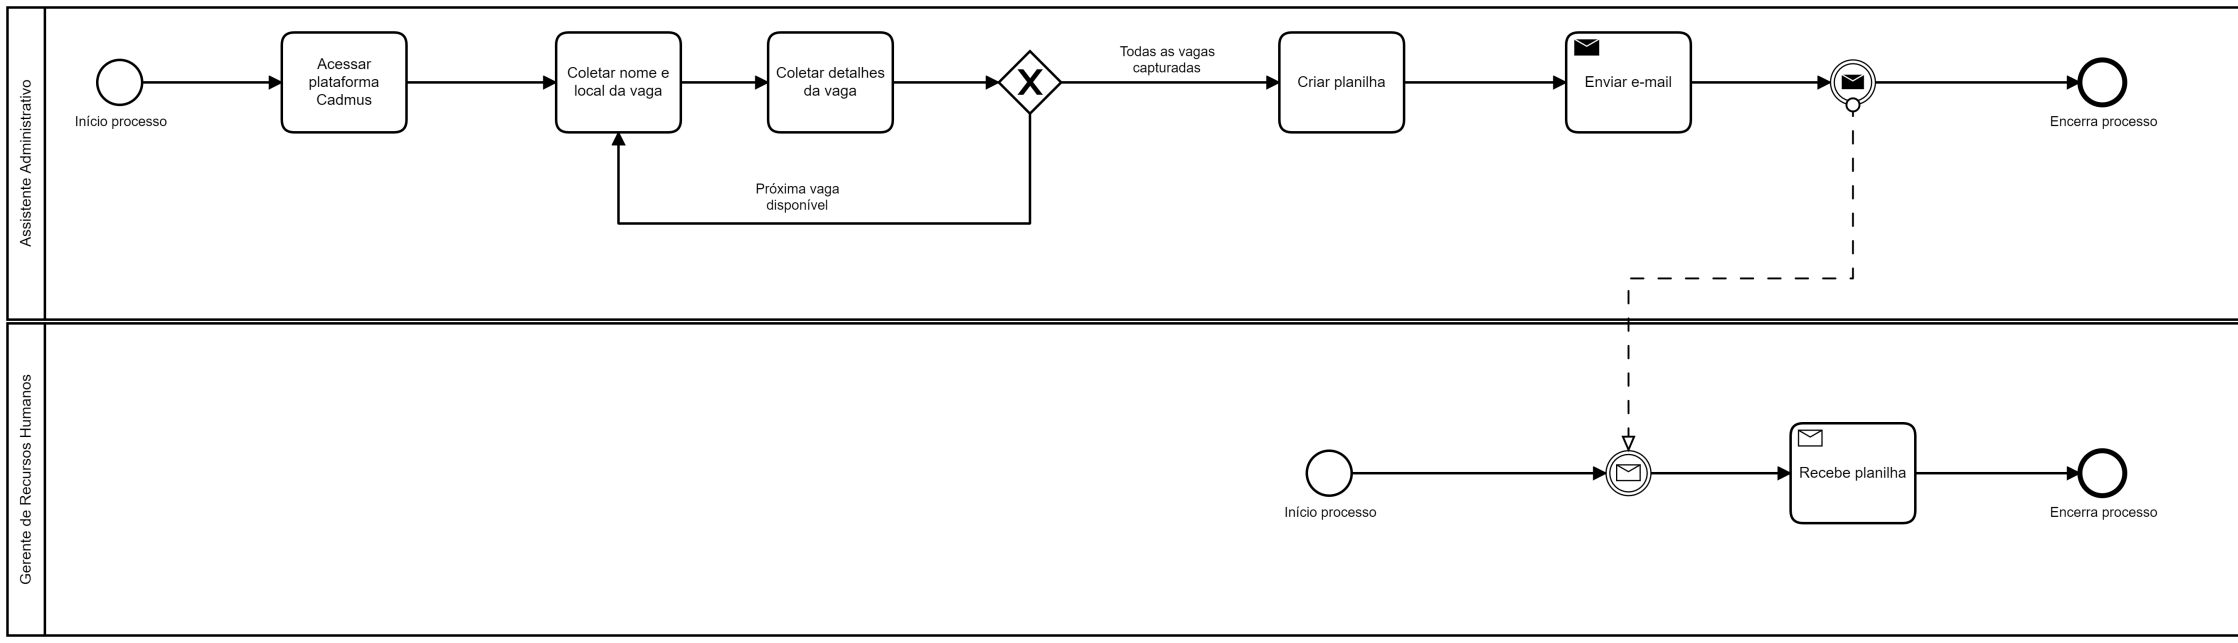 Assistente Administrativo
Início processo
Acessar
plataforma
Cadmus
Coletar nome e
local da vaga
Coletar detalhes
da vaga
X
Próxima vaga
disponível
Todas as vagas
capturadas
Criar planilha
Enviar e-mail
Encerra processo
Gerente de Recursos Humanos
Início processo
Recebe planilha
Encerra processo